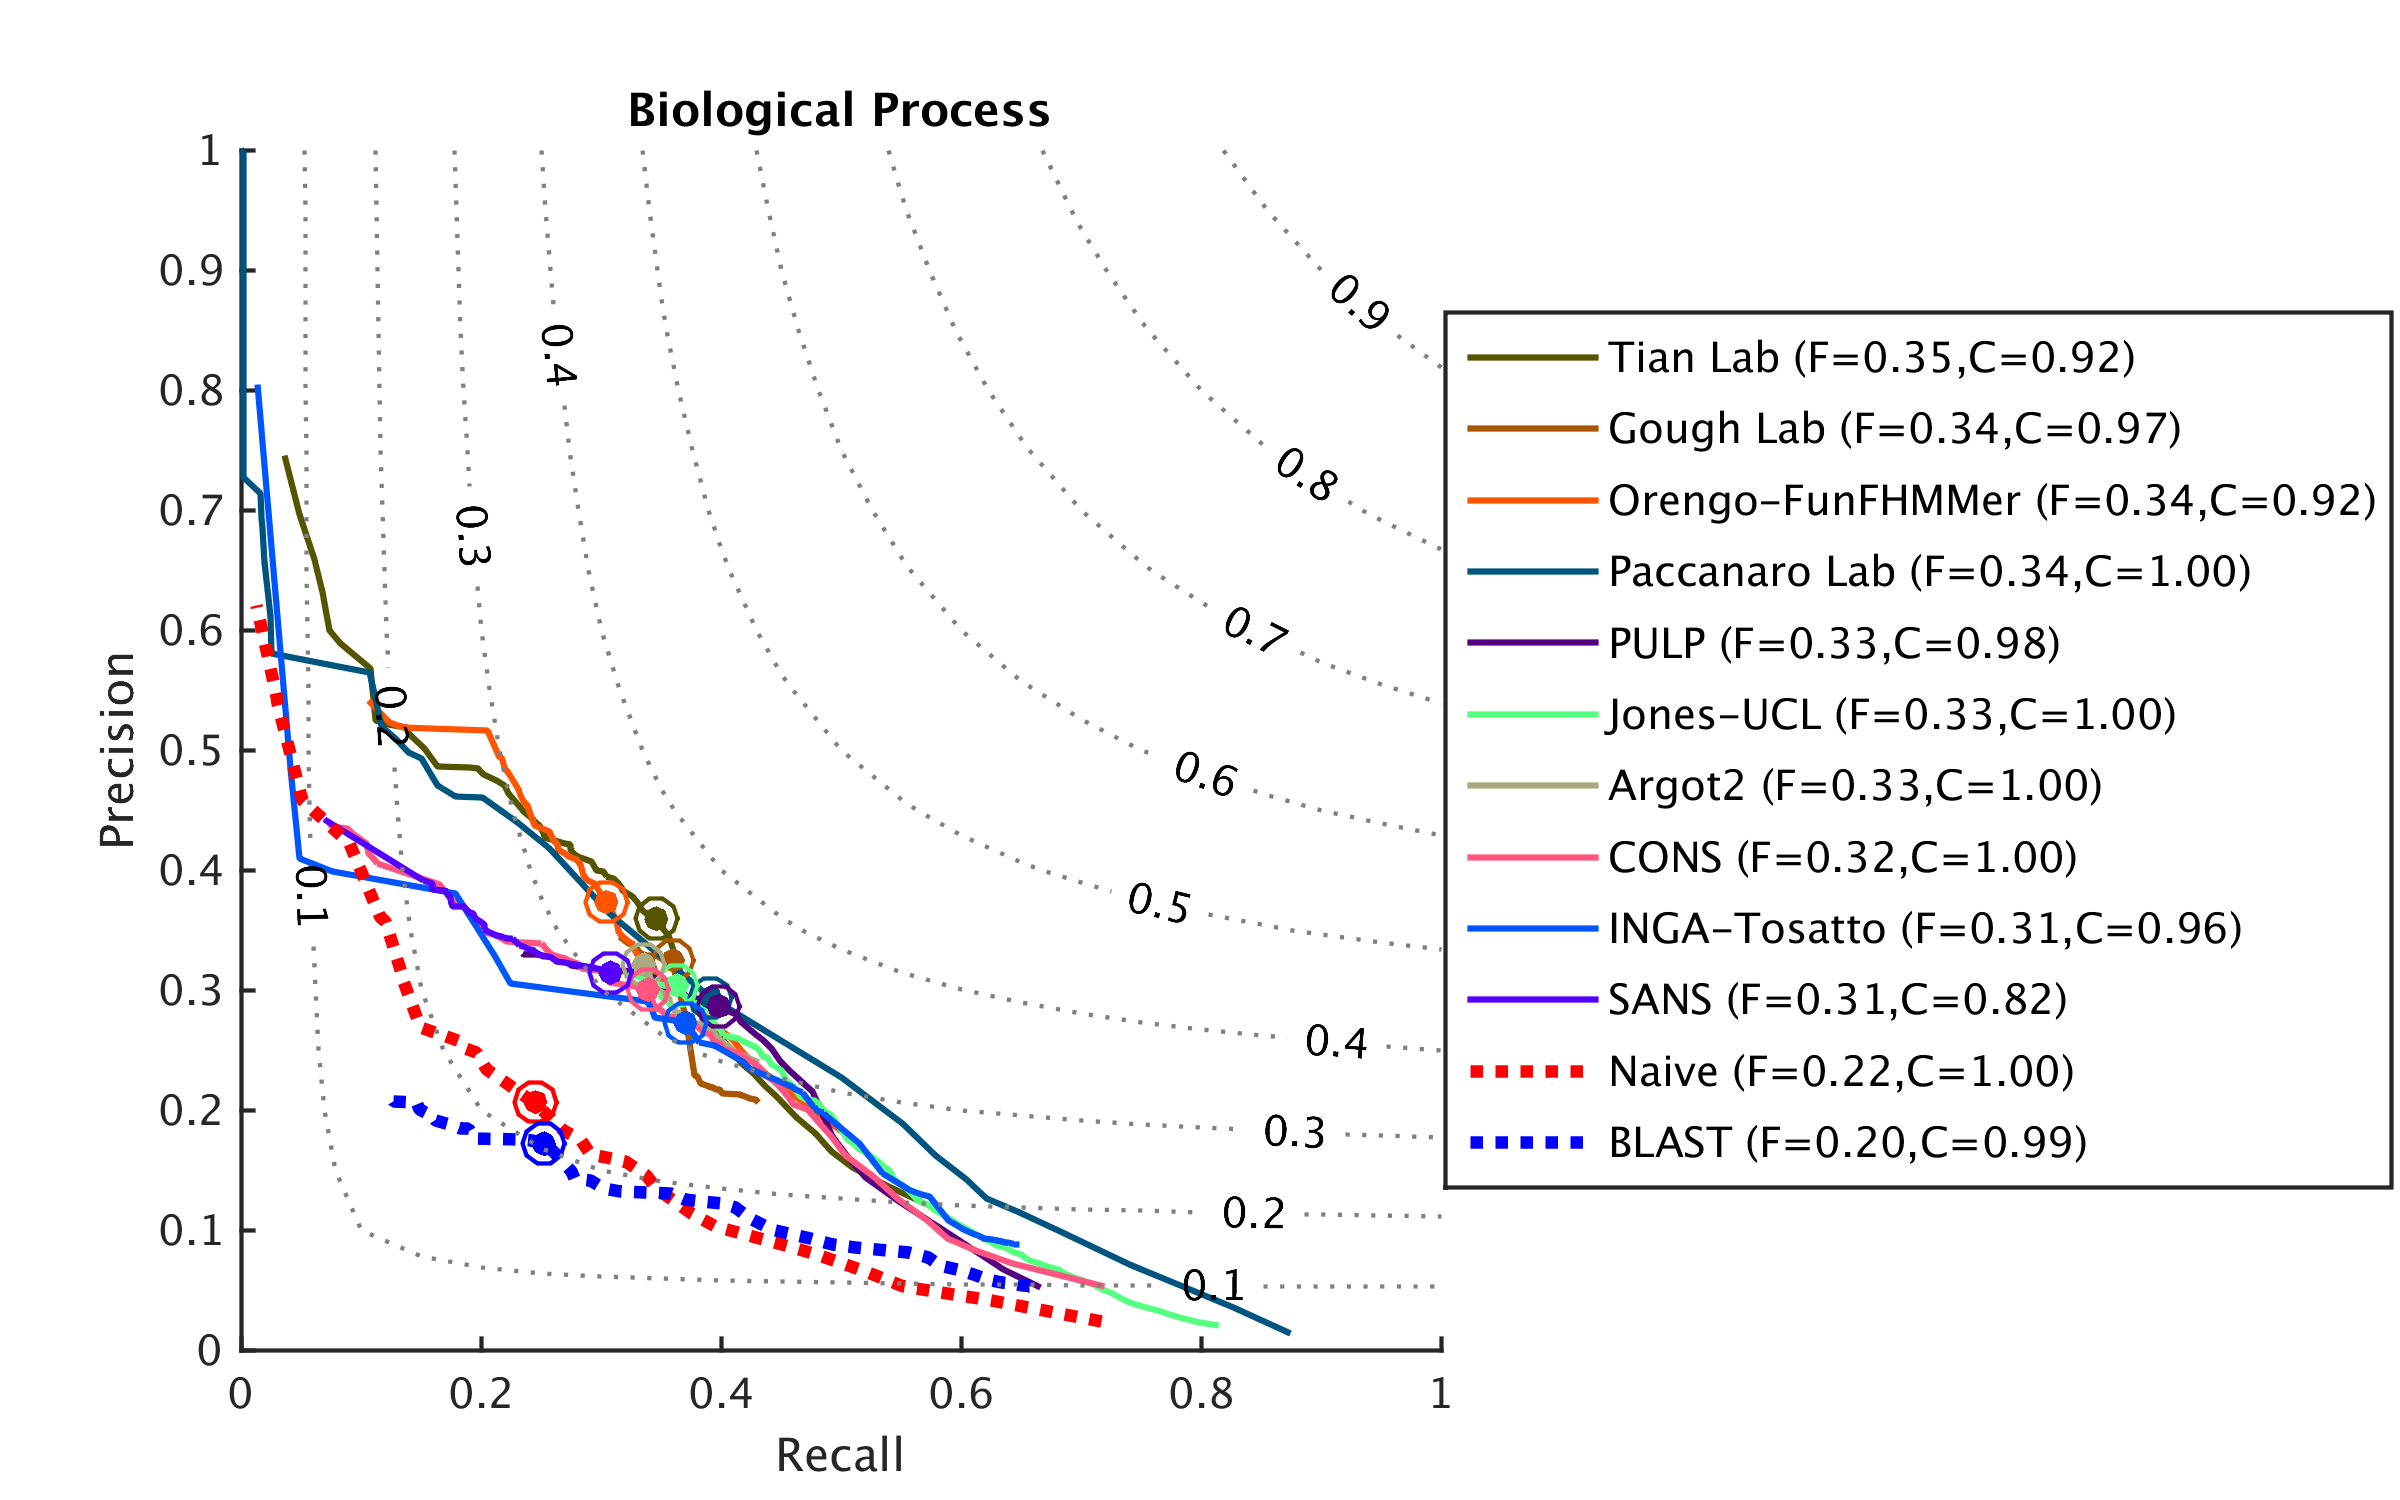 Biological Process
1
0.9
0.8
0.7
0.6
0.5
0.4
0.3
0.2
0.1
0
Precision
0
0.2
0.4
0.6
0.8
1
Recall
0.1
0.2
0.3
0.4
0.9
0.8
0.7
0.6
0.5
0.4
0.3
0.2
0.1
Tian Lab (F=0.35,C=0.92)
Gough Lab (F=0.34,C=0.97)
Orengo-FunFHMMer (F=0.34,C=0.92)
Paccanaro Lab (F=0.34,C=1.00)
PULP (F=0.33,C=0.98)
Jones-UCL (F=0.33,C=1.00)
Argot2 (F=0.33,C=1.00)
CONS (F=0.32,C=1.00)
INGA-Tosatto (F=0.31,C=0.96)
SANS (F=0.31,C=0.82)
Naive (F=0.22,C=1.00)
BLAST (F=0.20,C=0.99)